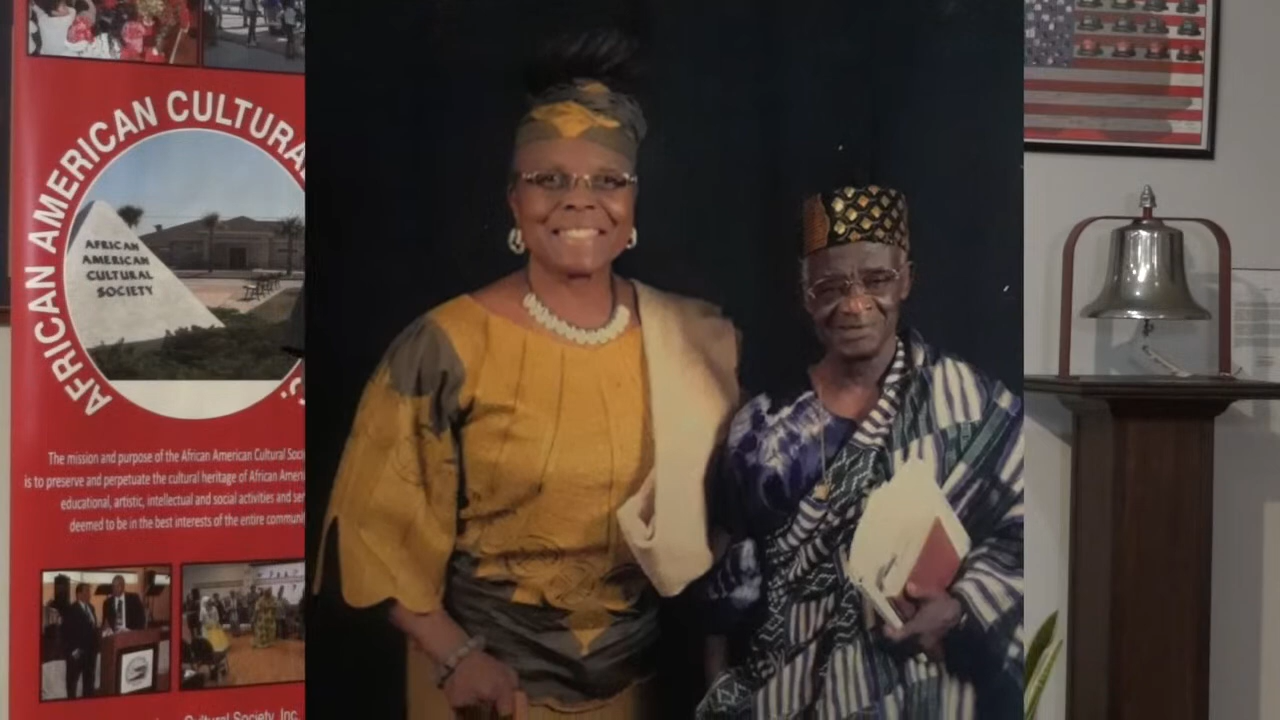 AFRICAN AMERICAN CULTURA
AFRICAN
AMERICAN
CULTURAL
SOCIETY
The mission and purpose of the African American Cultural Socie
is to preserve and perpetuate the cultural heritage of African Ameri
educational, artistic, intellectual and social activities and ser
deemed to be in the best interests of the entire communi
Cultural Society, Inc.